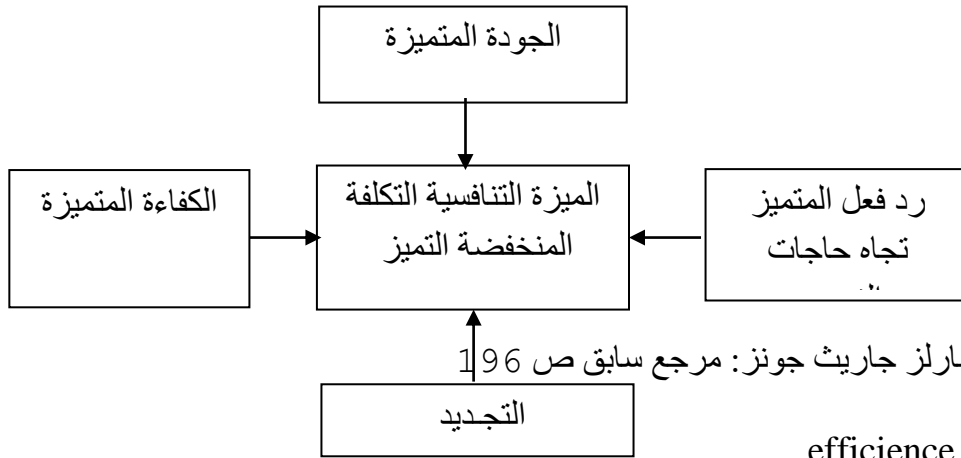 الجودة المتميزة
رد فعل المتميز
تجاه حاجات
الميزة التنافسية التكلفة
المنخفضة التميز
الكفاءة المتميزة
جاريث جونز: مرجع سابق ص 196
التجديد
efficience